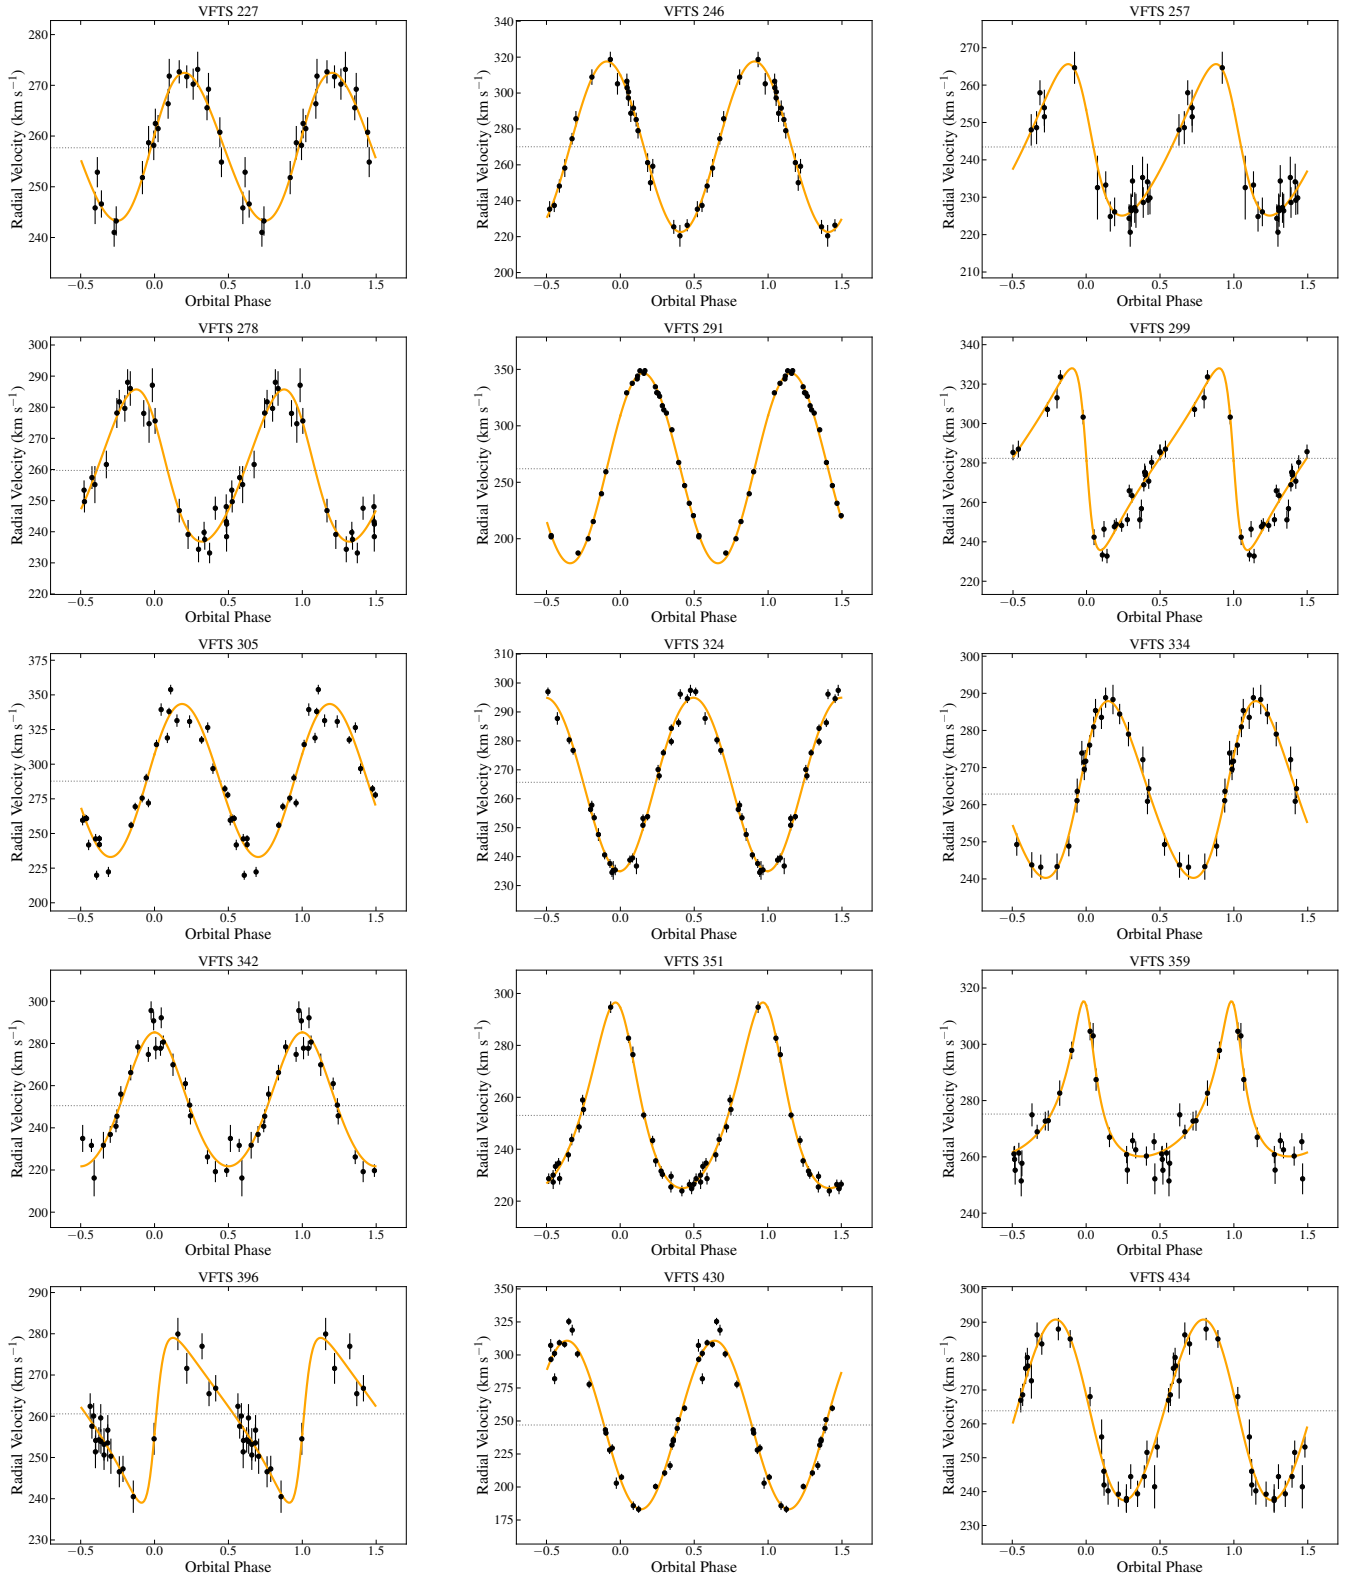 VFTS 227
VFTS 246
VFTS 257
280
270
260
250
240
Radial Velocity (km s⁻¹)
−0.5 0.0 0.5 1.0 1.5
Orbital Phase
340
320
300
280
260
240
220
200
Radial Velocity (km s⁻¹)
−0.5 0.0 0.5 1.0 1.5
Orbital Phase
270
260
250
240
230
220
210
Radial Velocity (km s⁻¹)
−0.5 0.0 0.5 1.0 1.5
Orbital Phase
VFTS 278
VFTS 291
VFTS 299
300
290
280
270
260
250
240
230
220
Radial Velocity (km s⁻¹)
−0.5 0.0 0.5 1.0 1.5
Orbital Phase
350
300
250
200
Radial Velocity (km s⁻¹)
−0.5 0.0 0.5 1.0 1.5
Orbital Phase
340
320
300
280
260
240
220
Radial Velocity (km s⁻¹)
−0.5 0.0 0.5 1.0 1.5
Orbital Phase
VFTS 305
VFTS 324
VFTS 334
375
350
325
300
275
250
225
200
Radial Velocity (km s⁻¹)
−0.5 0.0 0.5 1.0 1.5
Orbital Phase
310
300
290
280
270
260
250
240
230
Radial Velocity (km s⁻¹)
−0.5 0.0 0.5 1.0 1.5
Orbital Phase
300
290
280
270
260
250
240
Radial Velocity (km s⁻¹)
−0.5 0.0 0.5 1.0 1.5
Orbital Phase
VFTS 342
VFTS 351
VFTS 359
300
280
260
240
220
200
Radial Velocity (km s⁻¹)
−0.5 0.0 0.5 1.0 1.5
Orbital Phase
300
280
260
240
220
Radial Velocity (km s⁻¹)
−0.5 0.0 0.5 1.0 1.5
Orbital Phase
320
300
280
260
240
Radial Velocity (km s⁻¹)
−0.5 0.0 0.5 1.0 1.5
Orbital Phase
VFTS 396
VFTS 430
VFTS 434
290
280
270
260
250
240
230
Radial Velocity (km s⁻¹)
−0.5 0.0 0.5 1.0 1.5
Orbital Phase
350
325
300
275
250
225
200
175
Radial Velocity (km s⁻¹)
−0.5 0.0 0.5 1.0 1.5
Orbital Phase
300
290
280
270
260
250
240
230
Radial Velocity (km s⁻¹)
−0.5 0.0 0.5 1.0 1.5
Orbital Phase